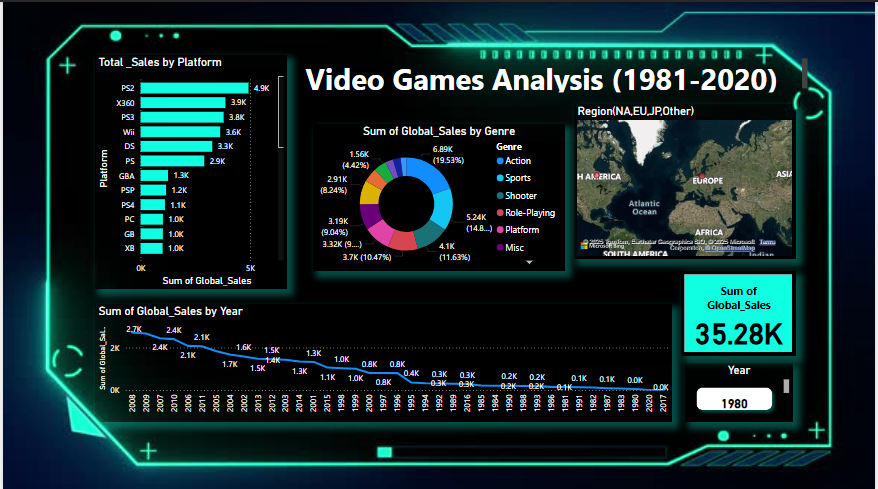 Video Games Analysis (1981-2020)
Total _Sales by Platform
Platform
PS2 4.9K
X360 3.9K
PS3 3.8K
Wii 3.6K
DS 3.3K
PS 2.9K
GBA 1.3K
PSP 1.2K
PS4 1.1K
PC 1.0K
GB 1.0K
XB 1.0K
0K 5K
Sum of Global_Sales
Sum of Global_Sales by Genre
6.89K
(19.53%)
5.24K
(14.8...)
4.1K
(11.63%)
3.7K (10.47%)
3.32K (9....)
3.19K
(9.04%)
2.91K
(8.24%)
1.56K
(4.42%)
Genre
Action
Sports
Shooter
Role-Playing
Platform
Misc
Region(NA,EU,JP,Other)
H AMERICA
EUROPE
ASIA
Atlantic
Ocean
AFRICA
SOUTH AMERICA
Indian
Microsoft Bing
© 2025 TomTom, Earthstar Geographics SIO, © 2025 Microsoft
Corporation, © OpenStreetMap
Terms
Sum of
Global_Sales
35.28K
Year
1980
Sum of Global_Sales by Year
Sum of Global_Sal...
2K
0K
2.7K 2.4K 2.1K 1.6K 1.5K 1.3K 1.0K 0.8K 0.8K 0.4K 0.3K 0.3K 0.2K 0.2K 0.1K 0.1K 0.0K
2.4K 2.1K 1.7K 1.5K 1.4K 1.3K 1.1K 1.0K 0.8K 0.3K 0.3K 0.2K 0.2K 0.1K 0.0K
2008 2009 2007 2010 2006 2011 2005 2004 2002 2013 2012 2003 2014 2001 2015 1998 1999 2000 1997 1996 1995 1994 1992 1989 2016 1985 1984 1990 1988 1993 1986 1981 1991 1982 1987 1983 1980 2020 2017